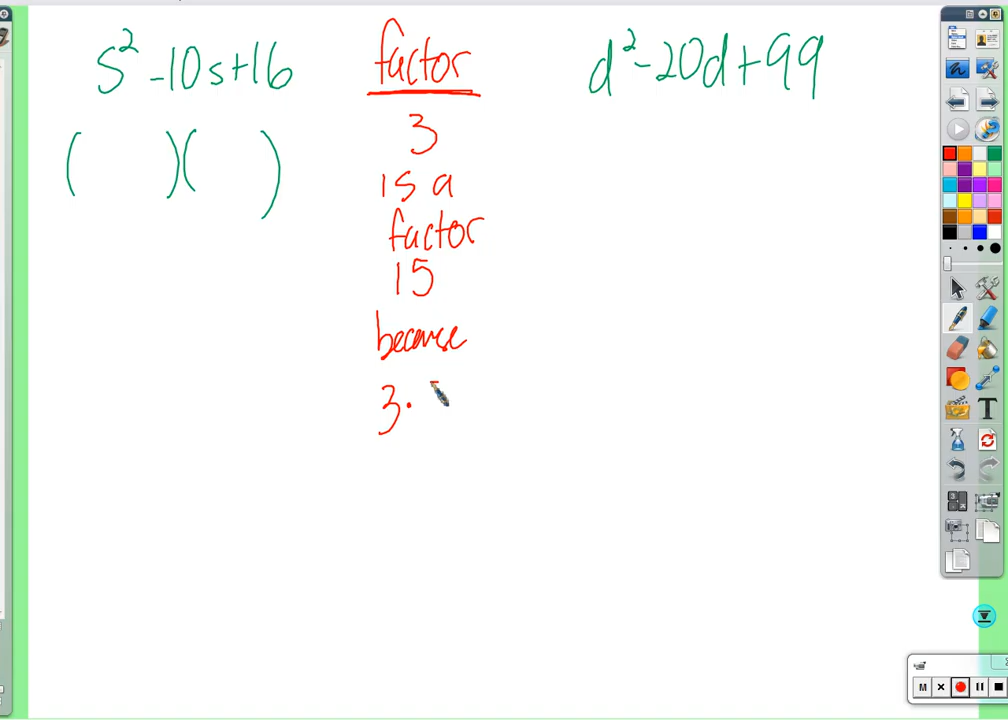 s² -10s+16
( )( )
factor
3
is a
factor
15
because
3·
d² -20d+99
T
M